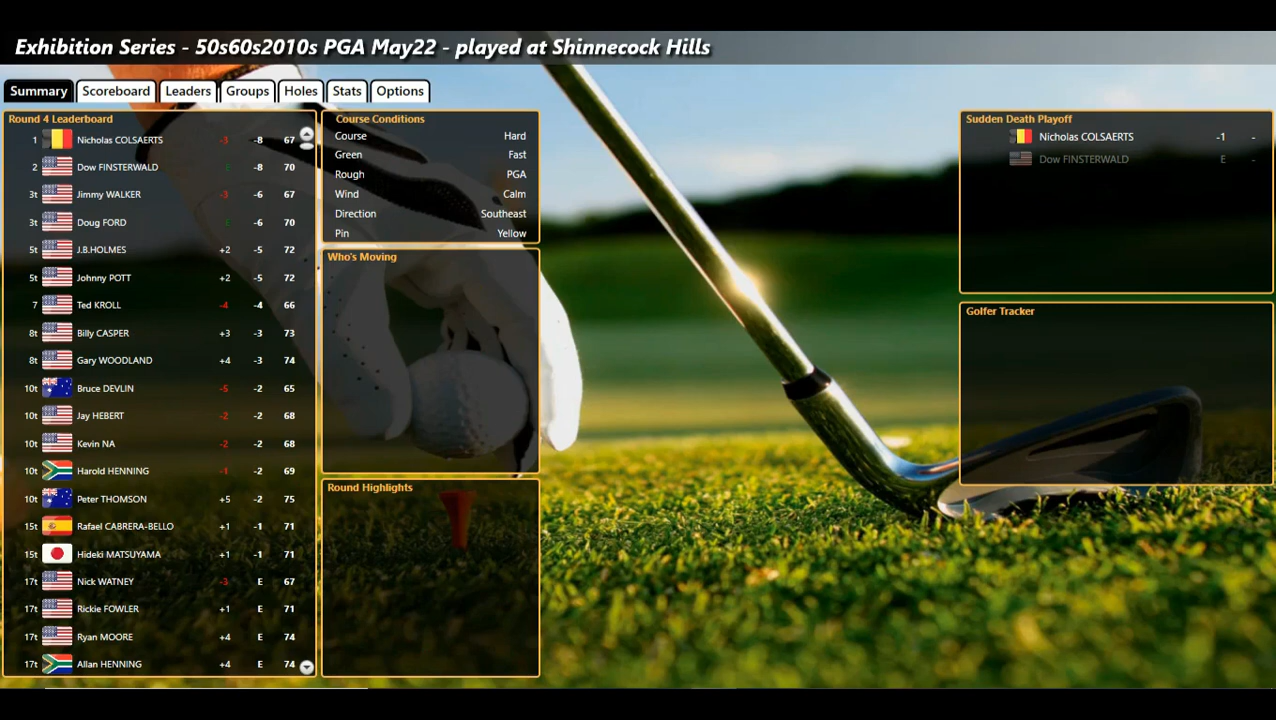 Exhibition Series - 50s60s2010s PGA May22 - played at Shinnecock Hills
Summary Scoreboard Leaders Groups Holes Stats Options
Round 4 Leaderboard
1 Nicholas COLSAERTS -3 -8 67
2 Dow FINSTERWALD E -8 70
3t Jimmy WALKER -3 -6 67
3t Doug FORD E -6 70
5t J.B.HOLMES +2 -5 72
5t Johnny POTT +2 -5 72
7 Ted KROLL -4 -4 66
8t Billy CASPER +3 -3 73
8t Gary WOODLAND +4 -3 74
10t Bruce DEVLIN -5 -2 65
10t Jay HEBERT -2 -2 68
10t Kevin NA -2 -2 68
10t Harold HENNING -1 -2 69
10t Peter THOMSON +5 -2 75
15t Rafael CABRERA-BELLO +1 -1 71
15t Hideki MATSUYAMA +1 -1 71
17t Nick WATNEY -3 E 67
17t Rickie FOWLER +1 E 71
17t Ryan MOORE +4 E 74
17t Allan HENNING +4 E 74
Course Conditions
Course Hard
Green Fast
Rough PGA
Wind Calm
Direction Southeast
Pin Yellow
Who's Moving
Round Highlights
Sudden Death Playoff
Nicholas COLSAERTS -1 -
Dow FINSTERWALD E -
Golfer Tracker